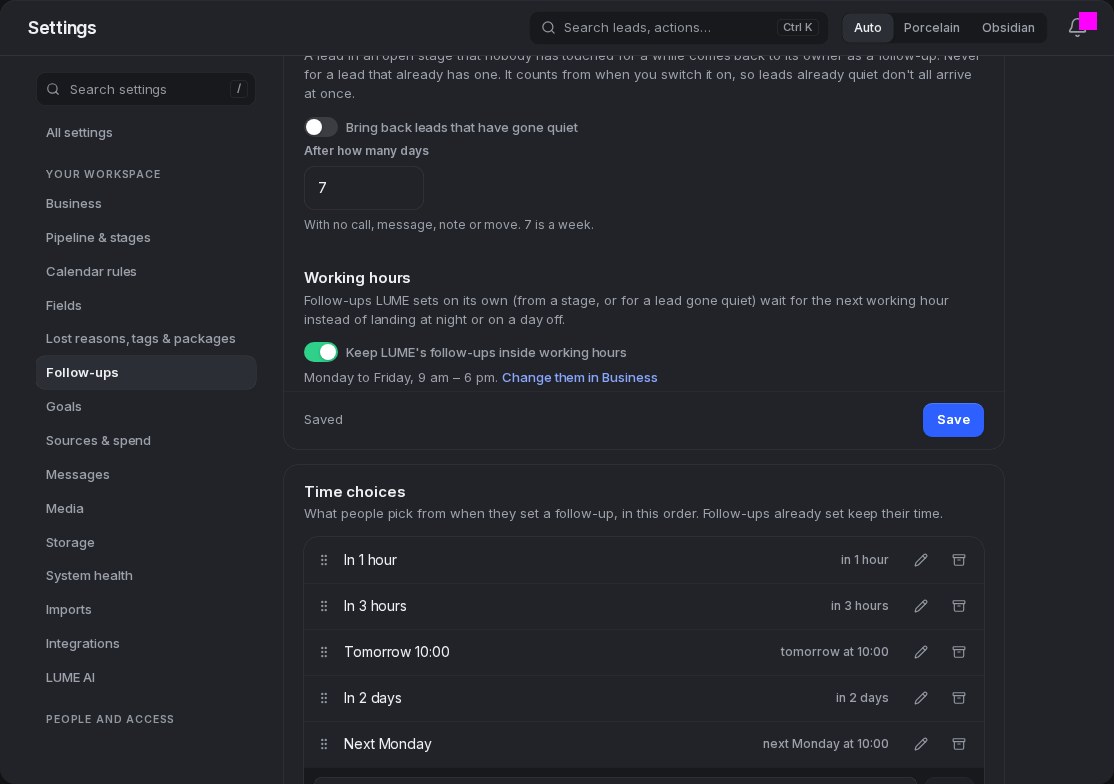 Settings
Search leads, actions…
Ctrl K
Auto
Porcelain
Obsidian
Search settings
/
All settings
YOUR WORKSPACE
Business
Pipeline & stages
Calendar rules
Fields
Lost reasons, tags & packages
Follow-ups
Goals
Sources & spend
Messages
Media
Storage
System health
Imports
Integrations
LUME AI
PEOPLE AND ACCESS
A lead in an open stage that nobody has touched for a while comes back to its owner as a follow-up. Never
for a lead that already has one. It counts from when you switch it on, so leads already quiet don't all arrive
at once.
Bring back leads that have gone quiet
After how many days
7
With no call, message, note or move. 7 is a week.
Working hours
Follow-ups LUME sets on its own (from a stage, or for a lead gone quiet) wait for the next working hour
instead of landing at night or on a day off.
Keep LUME's follow-ups inside working hours
Monday to Friday, 9 am – 6 pm. Change them in Business
Saved
Save
Time choices
What people pick from when they set a follow-up, in this order. Follow-ups already set keep their time.
In 1 hour
in 1 hour
In 3 hours
in 3 hours
Tomorrow 10:00
tomorrow at 10:00
In 2 days
in 2 days
Next Monday
next Monday at 10:00